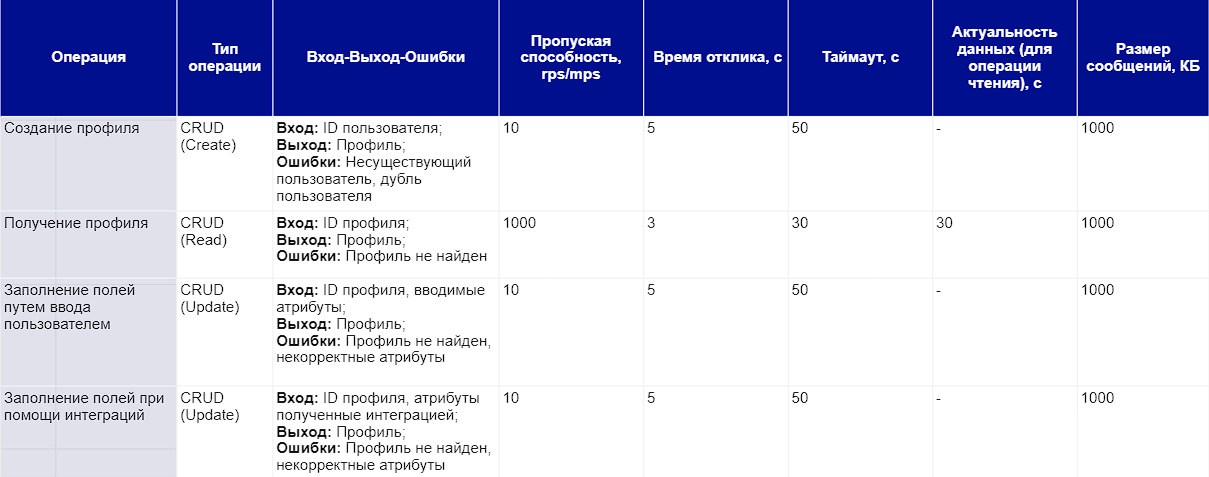 Операция
Тип
операции
Вход-Выход-Ошибки
Пропуская
способность,
rps/mps
Время отклика, с
Таймаут, с
Актуальность
данных (для
операции
чтения), с
Размер
сообщений, КБ
Создание профиля
CRUD
(Create)
Вход: ID пользователя;
Выход: Профиль;
Ошибки: Несуществующий
пользователь, дубль
пользователя
10
5
50
-
1000
Получение профиля
CRUD
(Read)
Вход: ID профиля;
Выход: Профиль;
Ошибки: Профиль не найден
1000
3
30
30
1000
Заполнение полей
путем ввода
пользователем
CRUD
(Update)
Вход: ID профиля, вводимые
атрибуты;
Выход: Профиль;
Ошибки: Профиль не найден,
некорректные атрибуты
10
5
50
-
1000
Заполнение полей при
помощи интеграций
CRUD
(Update)
Вход: ID профиля, атрибуты
полученные интеграцией;
Выход: Профиль;
Ошибки: Профиль не найден,
некорректные атрибуты
10
5
50
-
1000